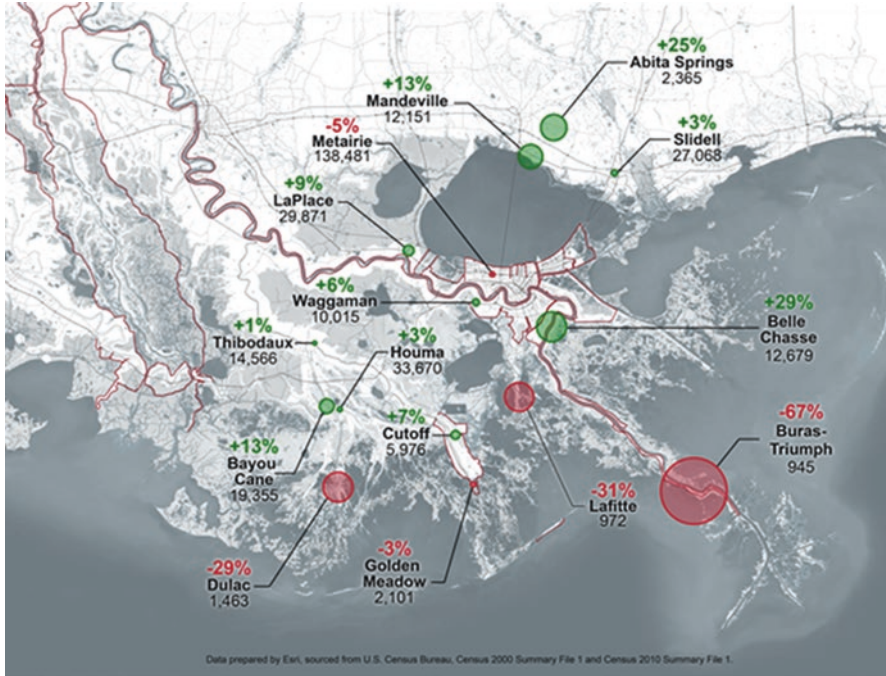 +25%
Abita Springs
2,365
+13%
Mandeville
12,151
-5%
Metairie
138,481
+3%
Slidell
27,068
+9%
LaPlace
29,871
+6%
Waggaman
10,015
+29%
Belle
Chasse
12,679
+1%
Thibodaux
14,566
+3%
Houma
33,670
+7%
Cutoff
5,976
-67%
Buras-
Triumph
945
+13%
Bayou
Cane
19,355
-31%
Lafitte
972
-29%
Dulac
1,463
-3%
Golden
Meadow
2,101
Data prepared by Esri, sourced from U.S. Census Bureau, Census 2000 Summary File 1 and Census 2010 Summary File 1.